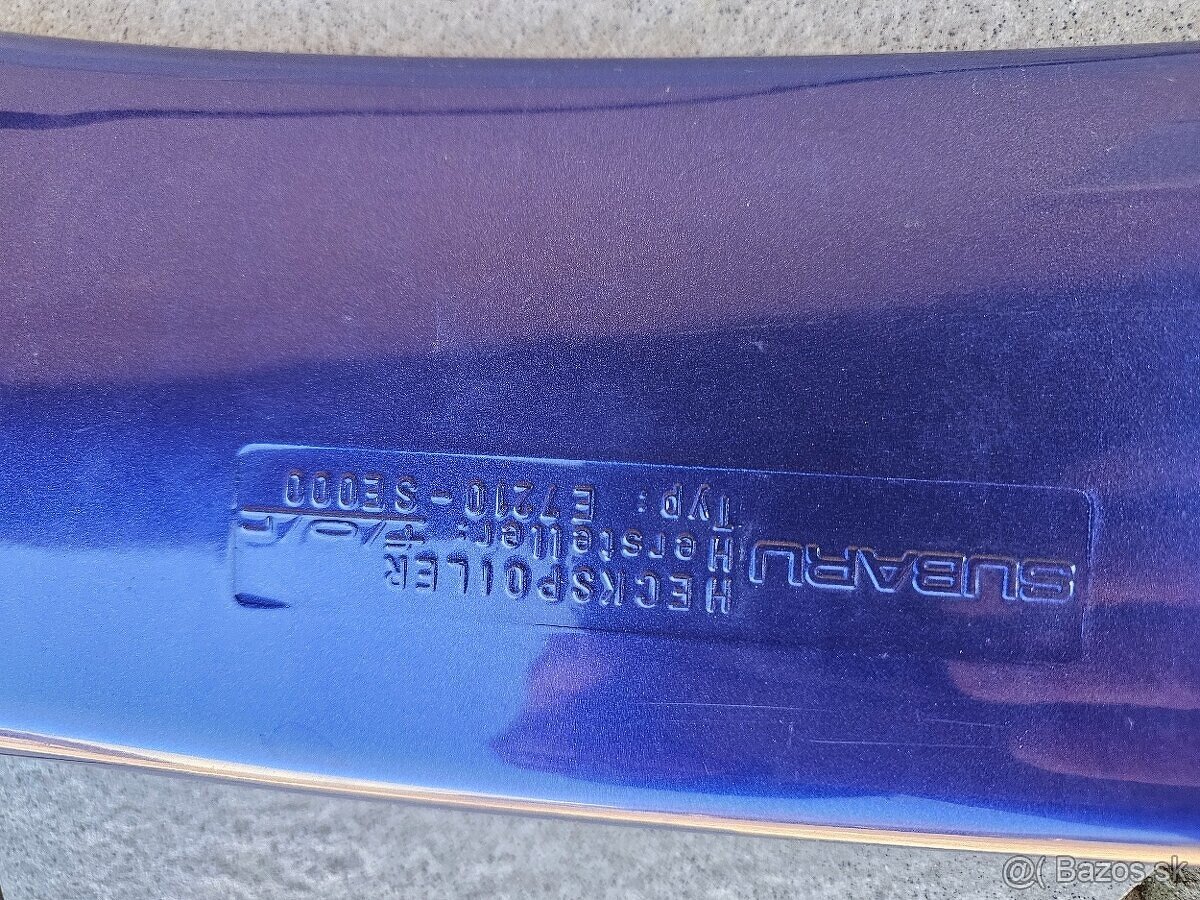 SUBARU
HECKSPOILER
Hersteller:
Typ: E7210-SE000
@( Bazos.sk